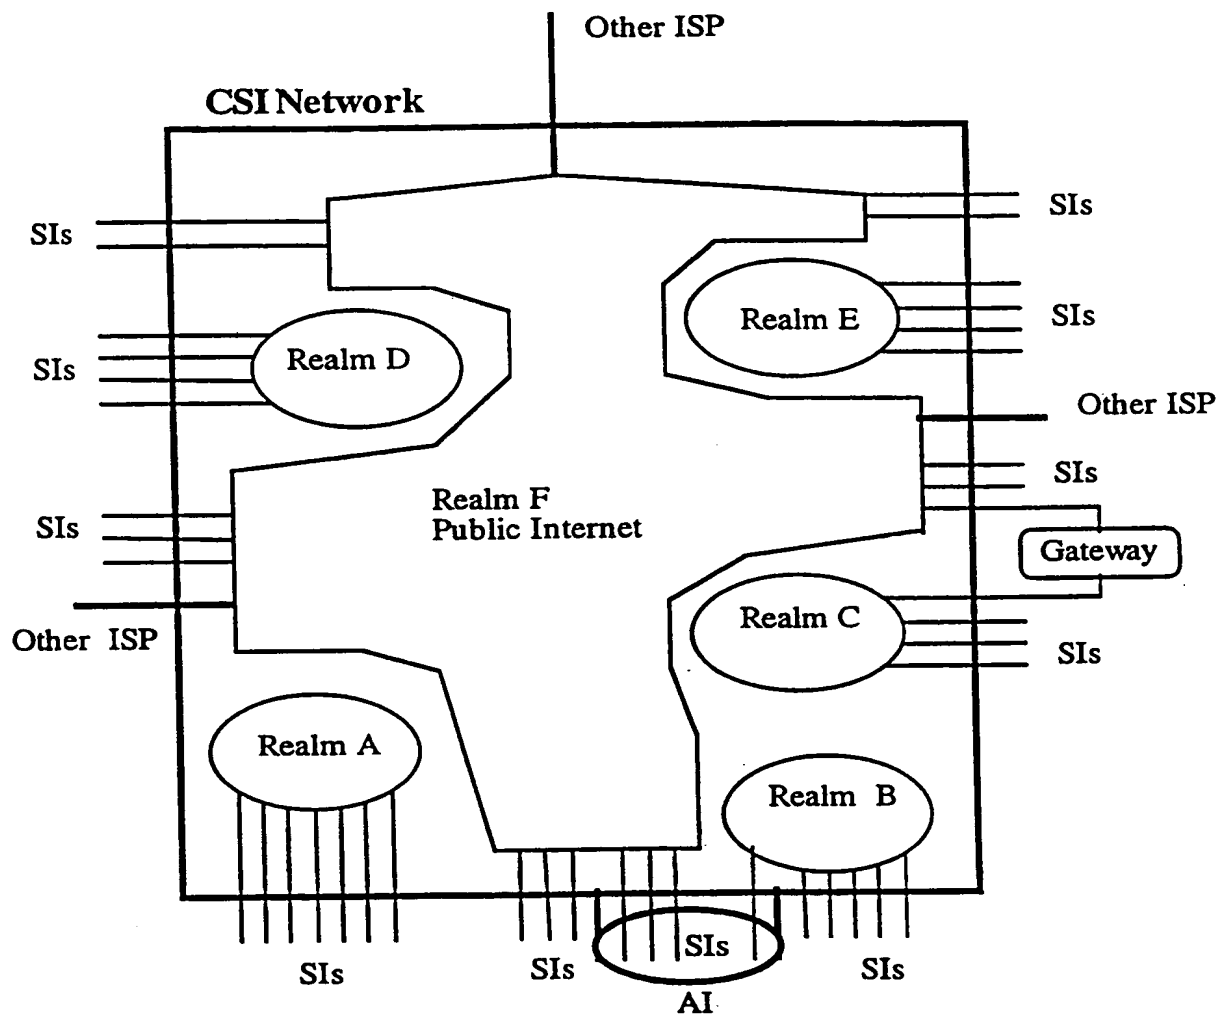 Other ISP
CSI Network
SIs
SIs
Realm E
SIs
Realm D
SIs
Other ISP
SIs
Realm F
Public Internet
SIs
Gateway
Other ISP
Realm C
SIs
Realm A
Realm B
SIs
SIs
SIs
SIs
AI